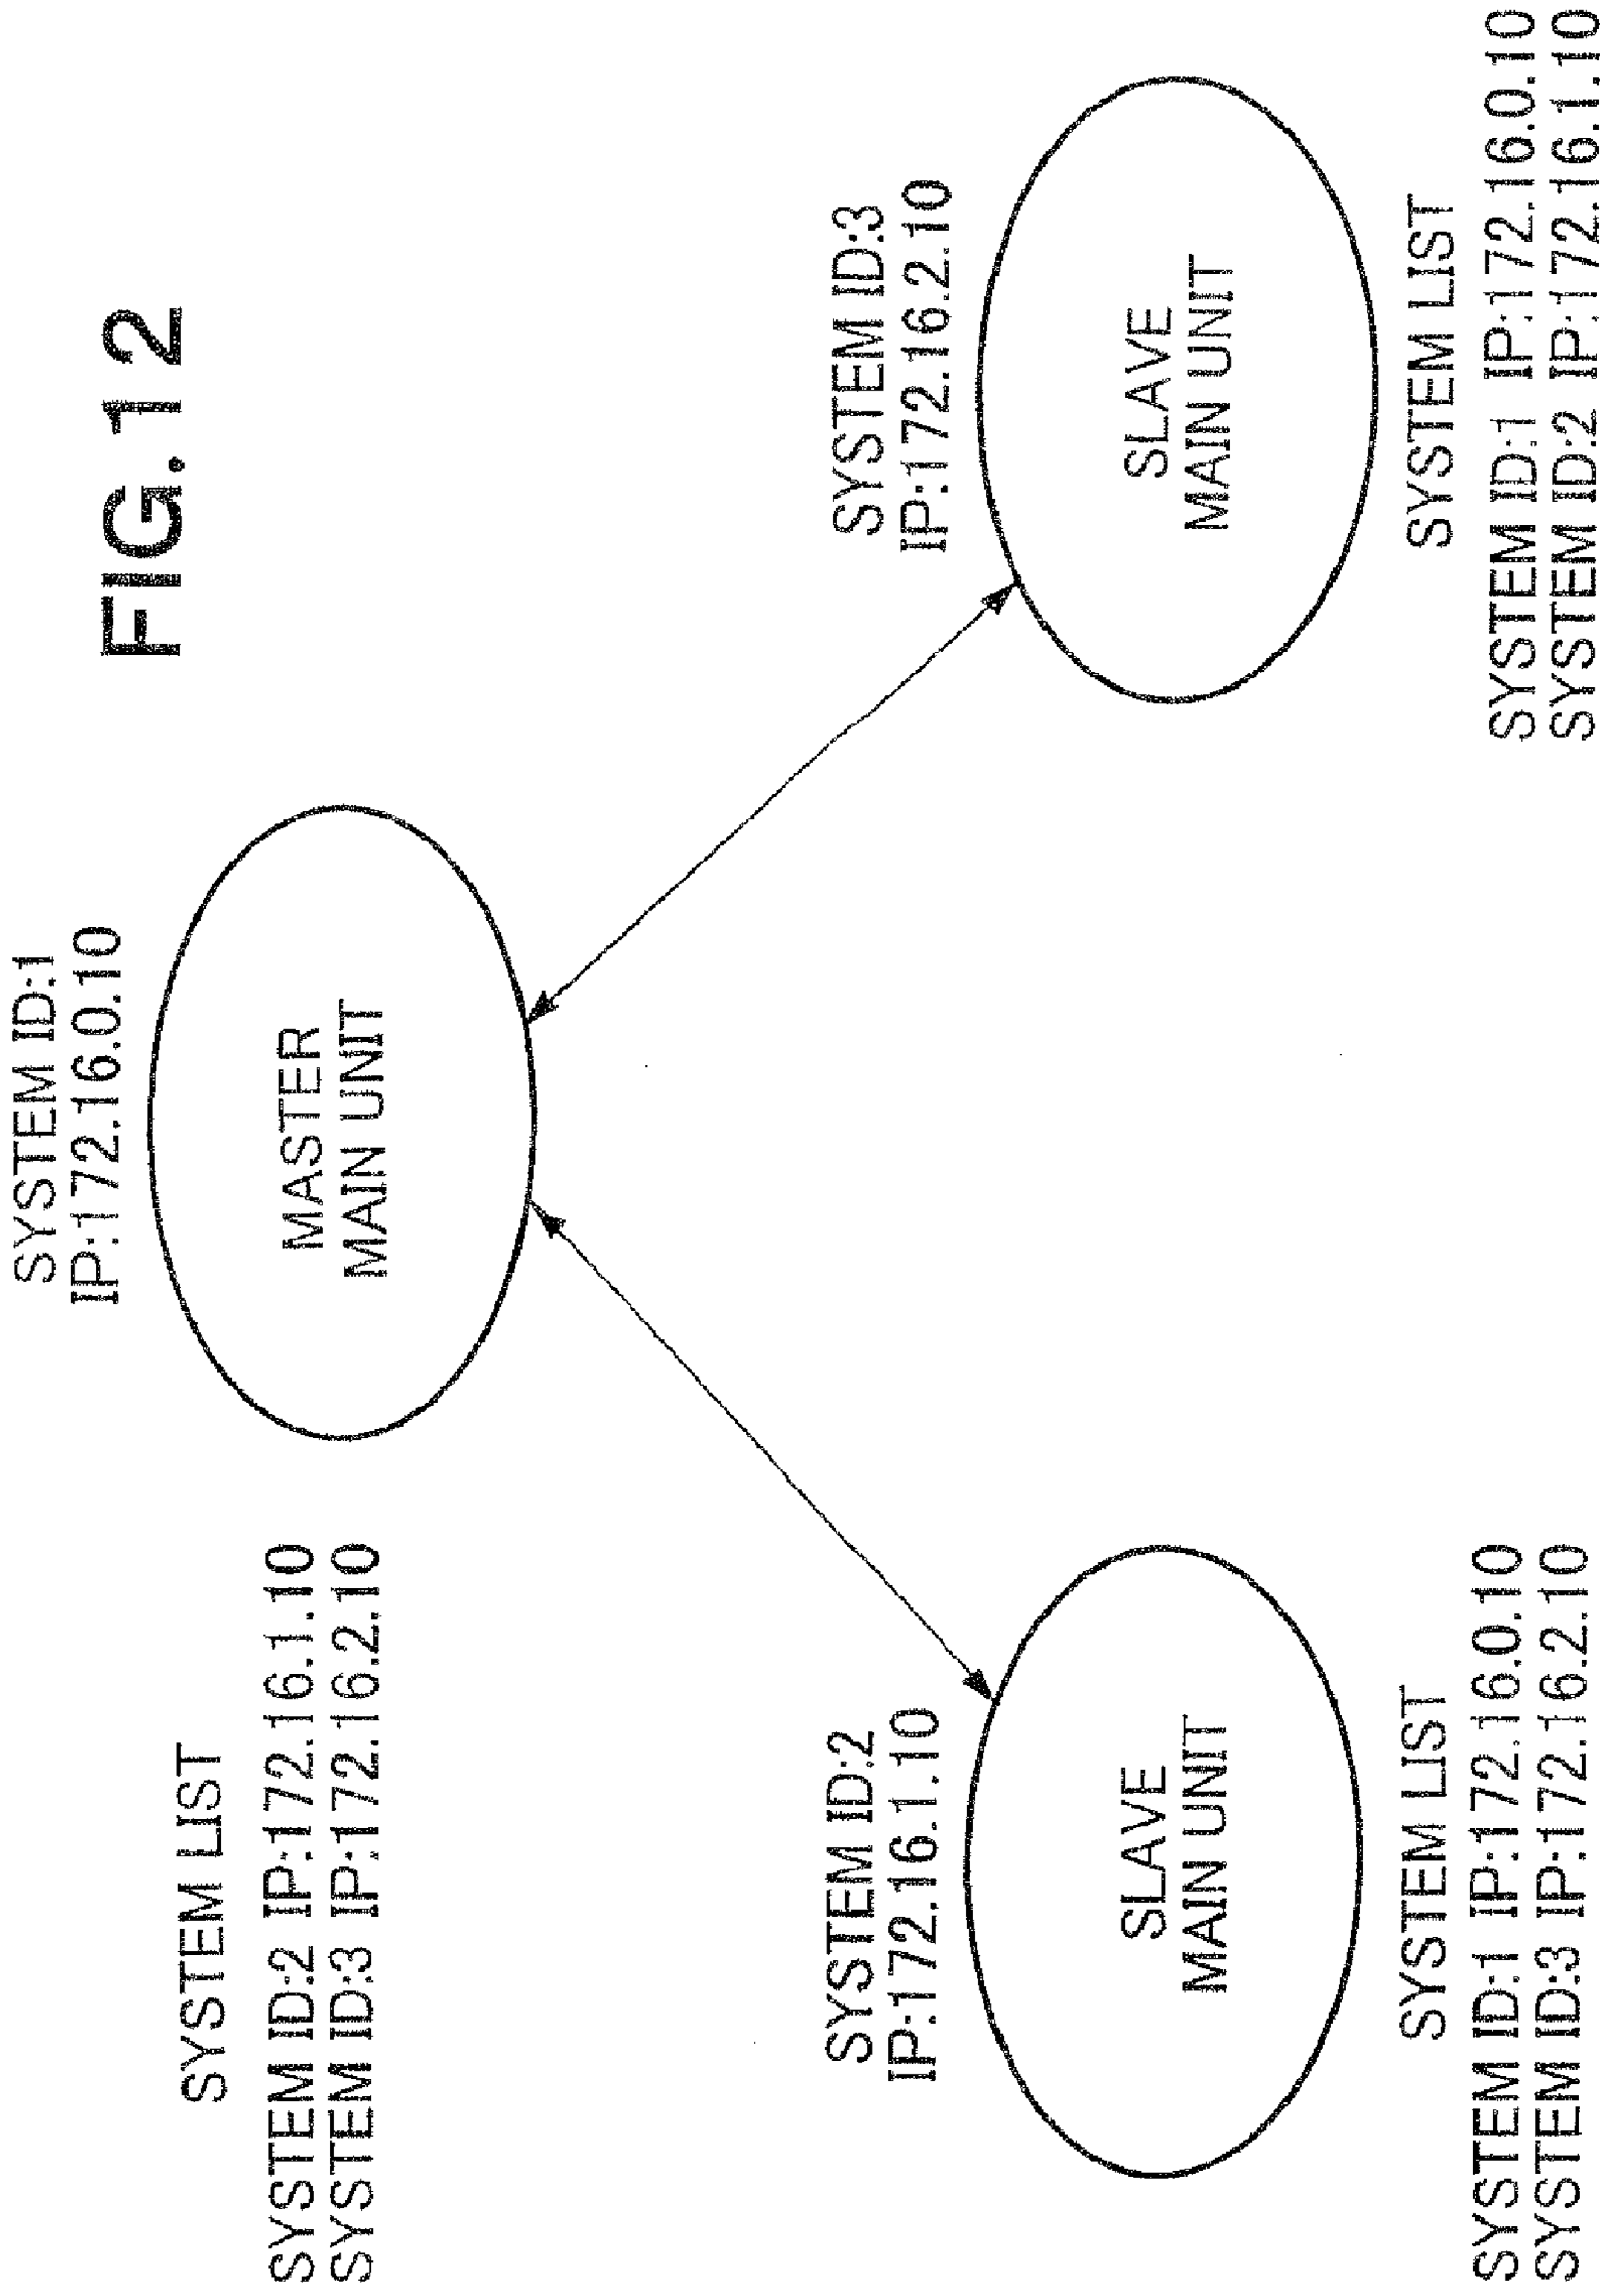 FIG. 12
SYSTEM ID:1
IP:172.16.0.10
MASTER
MAIN UNIT
SYSTEM LIST
SYSTEM ID:2 IP:172.16.1.10
SYSTEM ID:3 IP:172.16.2.10
SYSTEM ID:2
IP:172.16.1.10
SLAVE
MAIN UNIT
SYSTEM LIST
SYSTEM ID:1 IP:172.16.0.10
SYSTEM ID:3 IP:172.16.2.10
SYSTEM ID:3
IP:172.16.2.10
SLAVE
MAIN UNIT
SYSTEM LIST
SYSTEM ID:1 IP:172.16.0.10
SYSTEM ID:2 IP:172.16.1.10